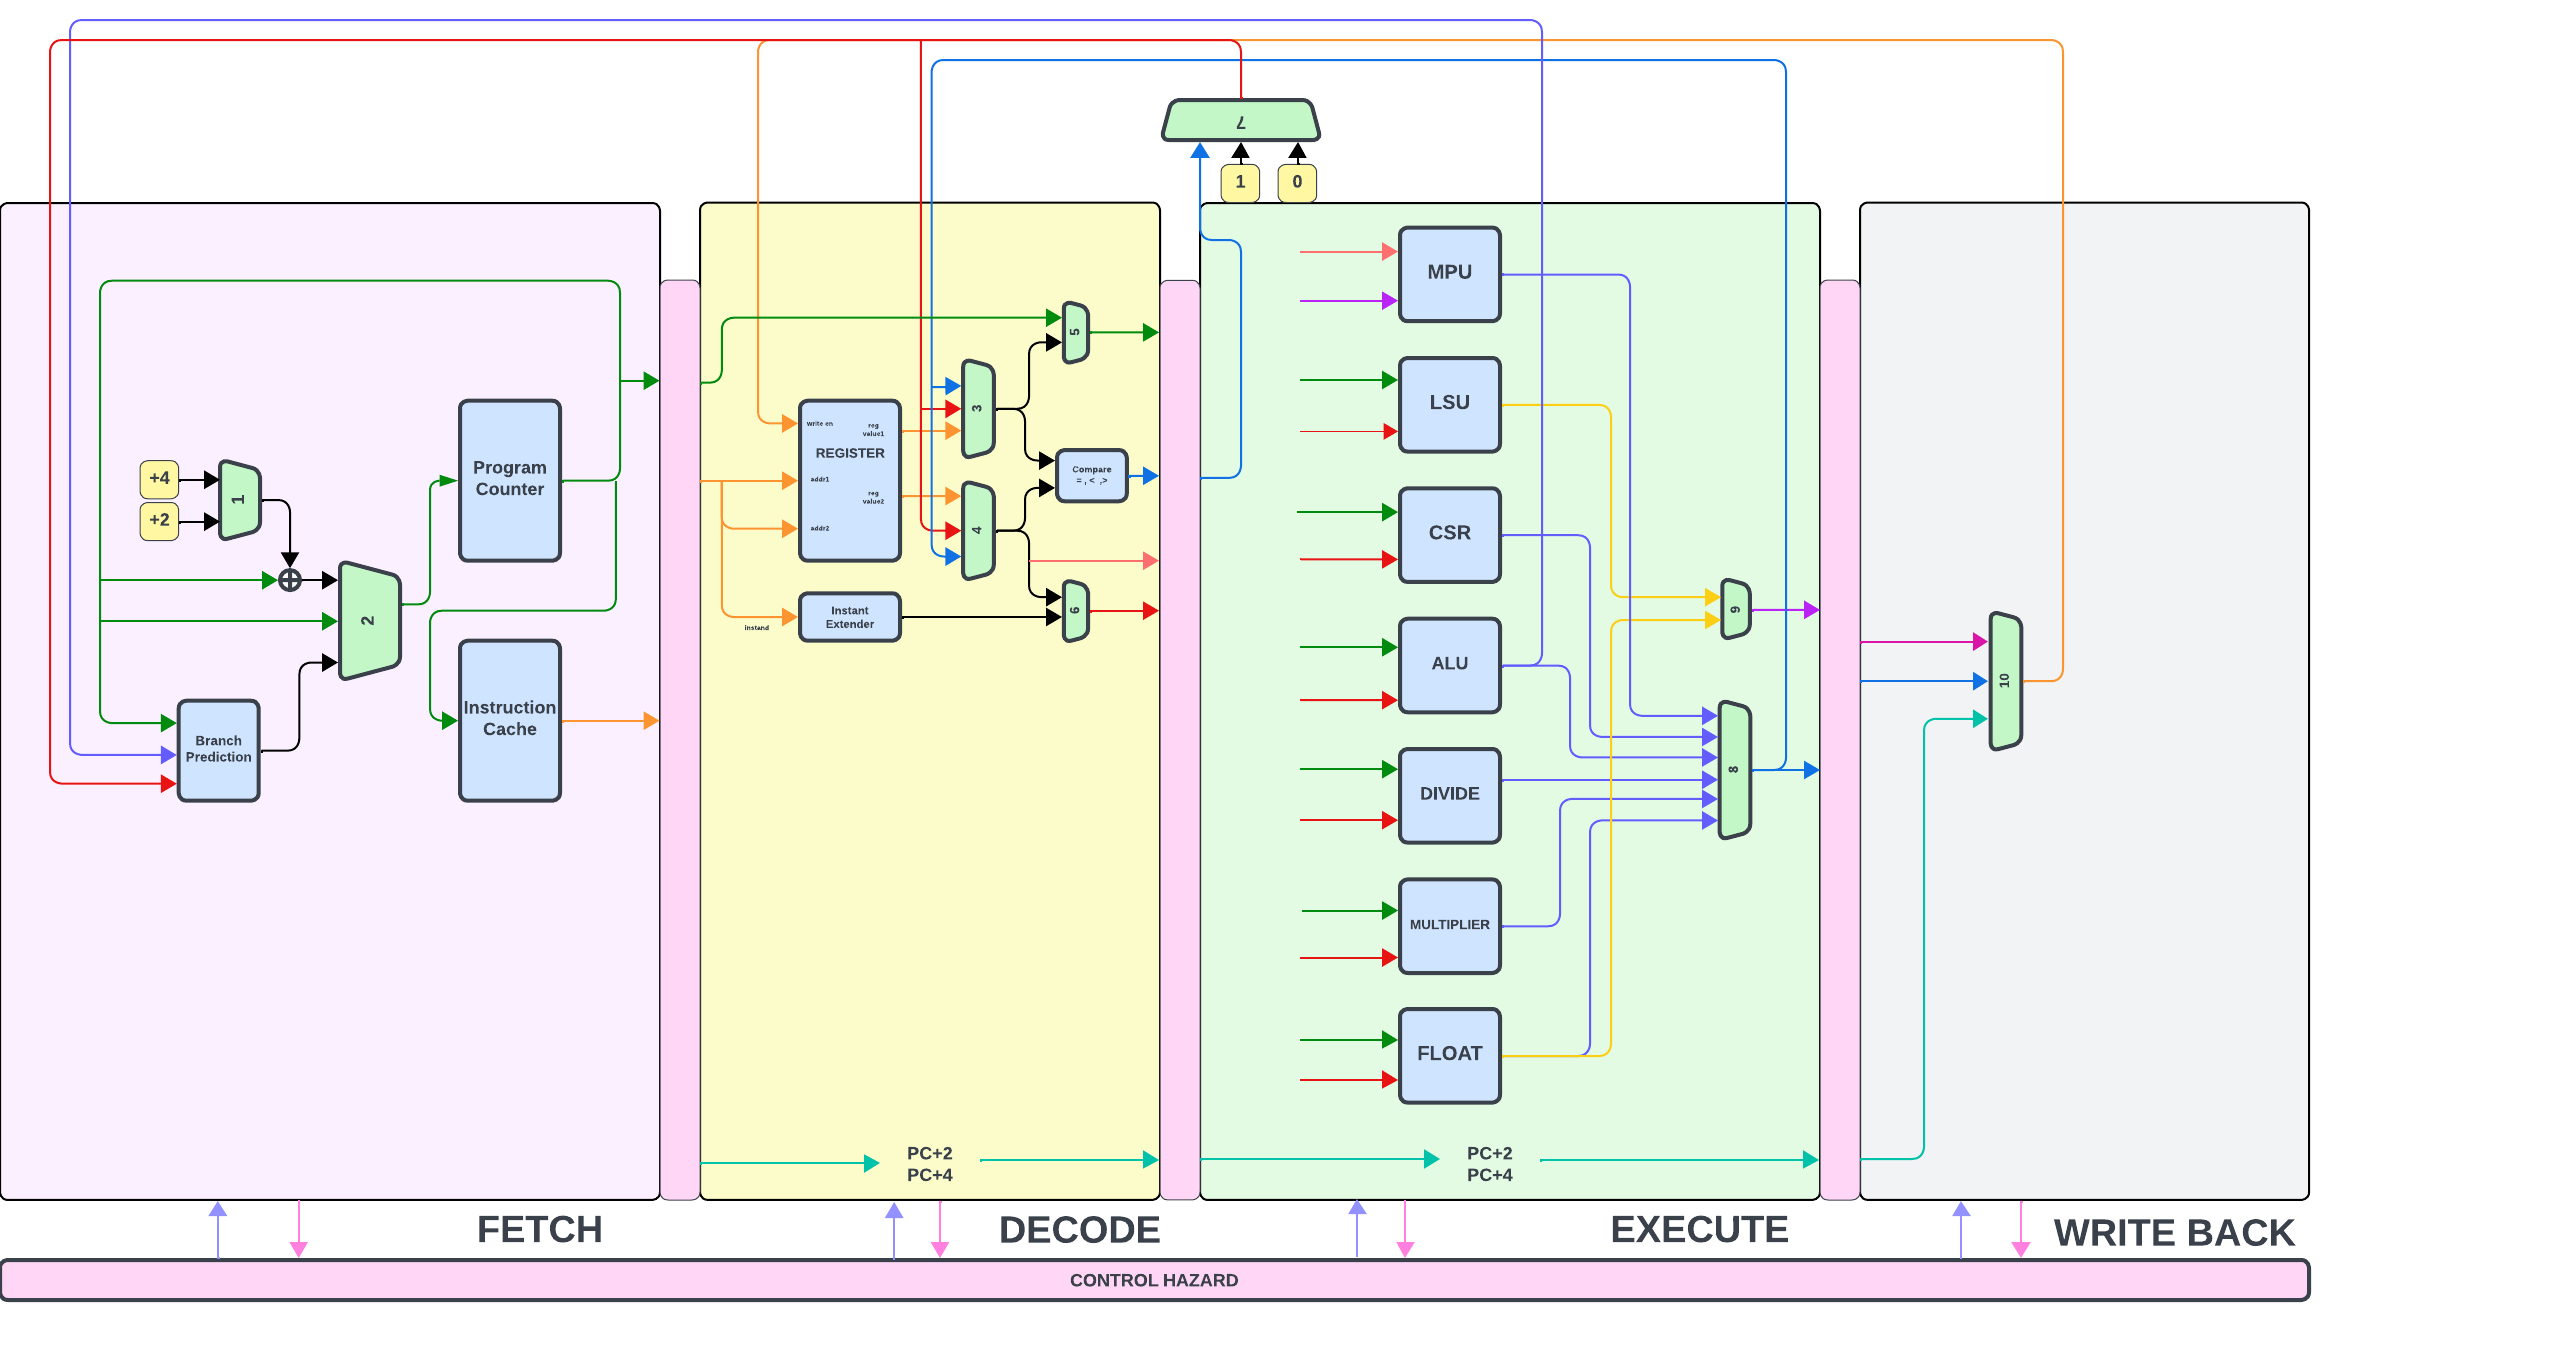 7
1
0
MPU
LSU
CSR
ALU
DIVIDE
MULTIPLIER
FLOAT
+4
+2
1
2
Program
Counter
Instruction
Cache
Branch
Prediction
write en
reg
value1
REGISTER
addr1
reg
value2
addr2
Instant
Extender
instand
3
4
5
6
Compare
= , < ,>
9
8
10
PC+2
PC+4
PC+2
PC+4
FETCH
DECODE
EXECUTE
WRITE BACK
CONTROL HAZARD